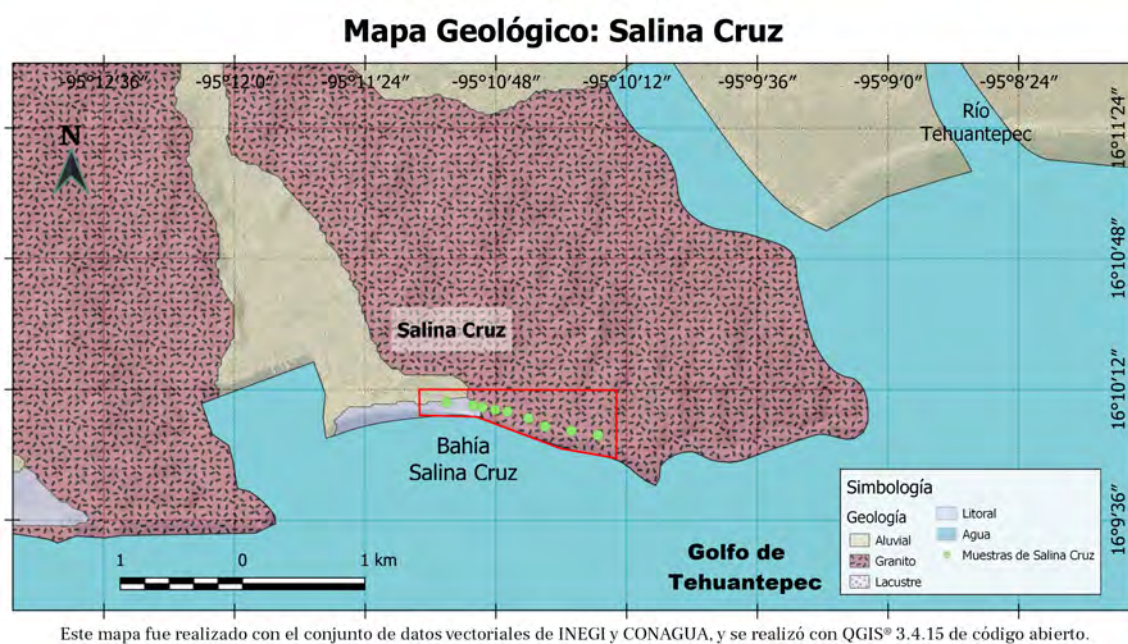 Mapa Geológico: Salina Cruz
-95°12'36" -95°12'0" -95°11'24" -95°10'48" -95°10'12" -95°9'36" -95°9'0" -95°8'24"
N
Río
Tehuantepec
16°11'24"
16°10'48"
Salina Cruz
16°10'12"
Bahía
Salina Cruz
16°9'36"
Simbología
Geología
Aluvial
Granito
Lacustre
Litoral
Agua
Muestras de Salina Cruz
1 0 1 km
Golfo de
Tehuantepec
Este mapa fue realizado con el conjunto de datos vectoriales de INEGI y CONAGUA, y se realizó con QGIS® 3.4.15 de código abierto.